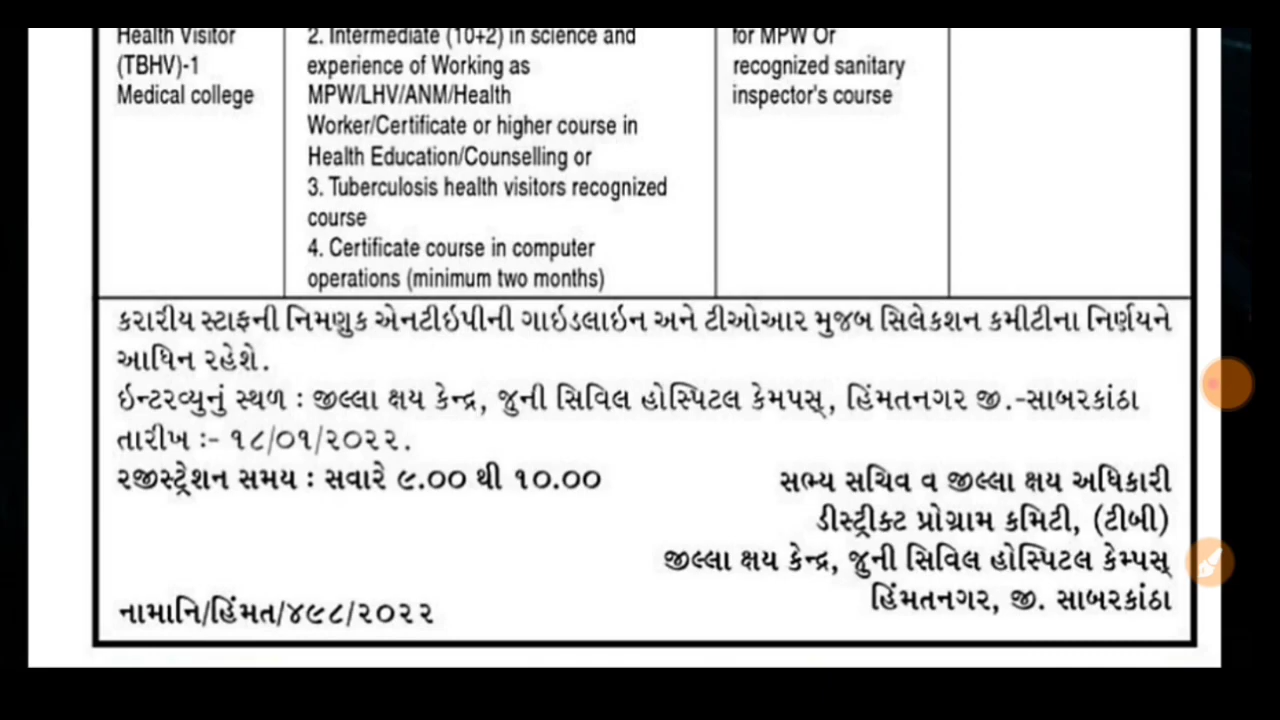 Health Visitor
(TBHV)-1
Medical college
2. Intermediate (10+2) in science and
experience of Working as
MPW/LHV/ANM/Health
Worker/Certificate or higher course in
Health Education/Counselling or
3. Tuberculosis health visitors recognized
course
4. Certificate course in computer
operations (minimum two months)
for MPW Or
recognized sanitary
inspector's course
કરારીય સ્ટાફની નિમણુક એનટીઇપીની ગાઇડલાઇન અને ટીઓઆર મુજબ સિલેકશન કમીટીના નિર્ણયને
આધિન રહેશે.
ઇન્ટરવ્યુનું સ્થળ : જીલ્લા ક્ષય કેન્દ્ર, જુની સિવિલ હોસ્પિટલ કેમપસ્, હિંમતનગર જી.-સાબરકાંઠા
તારીખ :- ૧૮/૦૧/૨૦૨૨.
રજીસ્ટ્રેશન સમય : સવારે ૯.૦૦ થી ૧૦.૦૦
સભ્ય સચિવ વ જીલ્લા ક્ષય અધિકારી
ડીસ્ટ્રીકટ પ્રોગ્રામ કમિટી, (ટીબી)
જીલ્લા ક્ષય કેન્દ્ર, જુની સિવિલ હોસ્પિટલ કેમ્પસ્
હિંમતનગર, જી. સાબરકાંઠા
નામાનિ/હિંમત/૪૯૮/૨૦૨૨